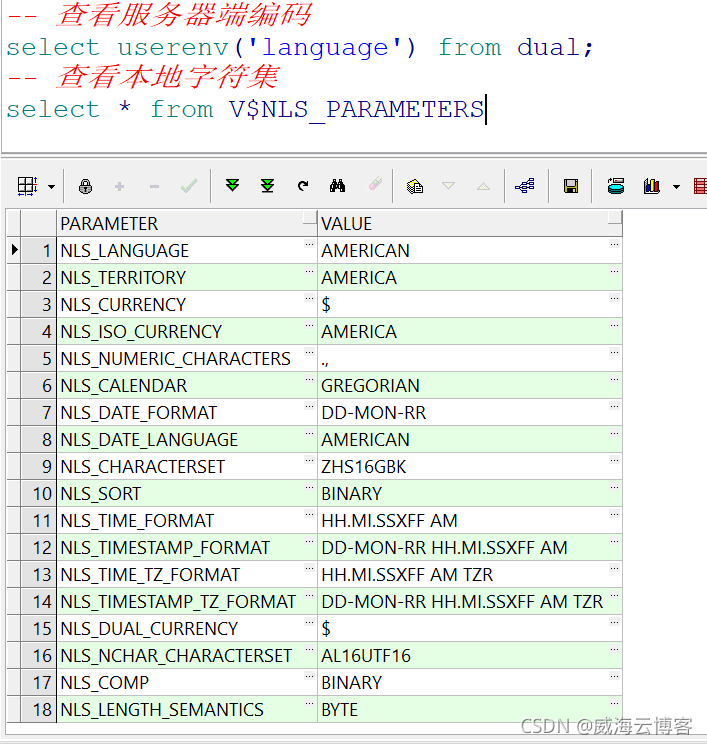 -- 查看服务器端编码
select userenv('language') from dual;
-- 查看本地字符集
select * from V$NLS_PARAMETERS
PARAMETER VALUE
1 NLS_LANGUAGE AMERICAN
2 NLS_TERRITORY AMERICA
3 NLS_CURRENCY $
4 NLS_ISO_CURRENCY AMERICA
5 NLS_NUMERIC_CHARACTERS .,
6 NLS_CALENDAR GREGORIAN
7 NLS_DATE_FORMAT DD-MON-RR
8 NLS_DATE_LANGUAGE AMERICAN
9 NLS_CHARACTERSET ZHS16GBK
10 NLS_SORT BINARY
11 NLS_TIME_FORMAT HH.MI.SSXFF AM
12 NLS_TIMESTAMP_FORMAT DD-MON-RR HH.MI.SSXFF AM
13 NLS_TIME_TZ_FORMAT HH.MI.SSXFF AM TZR
14 NLS_TIMESTAMP_TZ_FORMAT DD-MON-RR HH.MI.SSXFF AM TZR
15 NLS_DUAL_CURRENCY $
16 NLS_NCHAR_CHARACTERSET AL16UTF16
17 NLS_COMP BINARY
18 NLS_LENGTH_SEMANTICS BYTE
CSDN @威海云博客